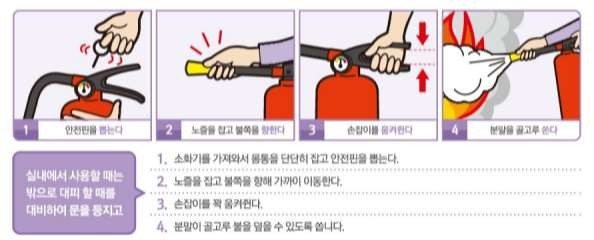 1 안전핀을 뽑는다
2 노즐을 잡고 불쪽을 향한다
3 손잡이를 움켜쥔다
4 분말을 골고루 쏜다
실내에서 사용할 때는
밖으로 대피 할 때를
대비하여 문을 등지고
1. 소화기를 가져와서 몸통을 단단히 잡고 안전핀을 뽑는다.
2. 노즐을 잡고 불쪽을 향해 가까이 이동한다.
3. 손잡이를 꽉 움켜쥔다.
4. 분말이 골고루 불을 덮을 수 있도록 쏩니다.